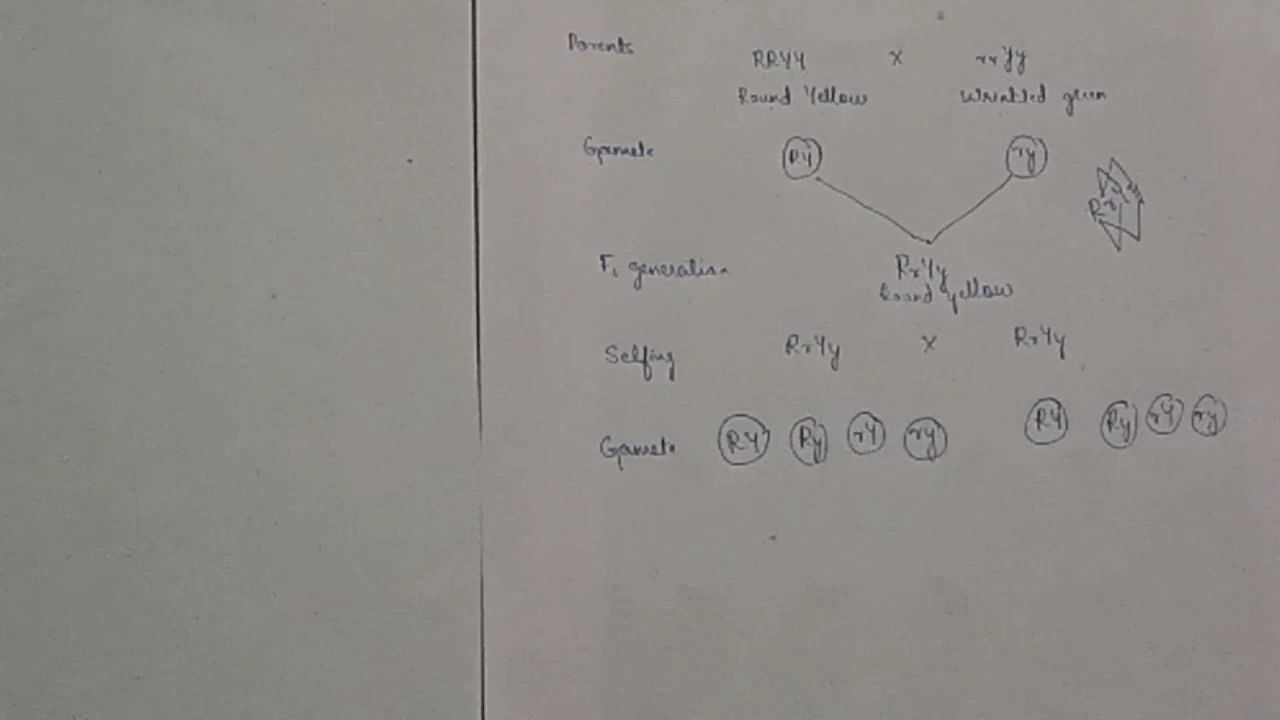 Parents RRYY x rrYy
Round Yellow Wrinkled green
Gamete RY ry
F1 generation RrYy
Round yellow
Selfing RrYy x RrYy
Gamete RY Ry rY ry RY Ry rY ry